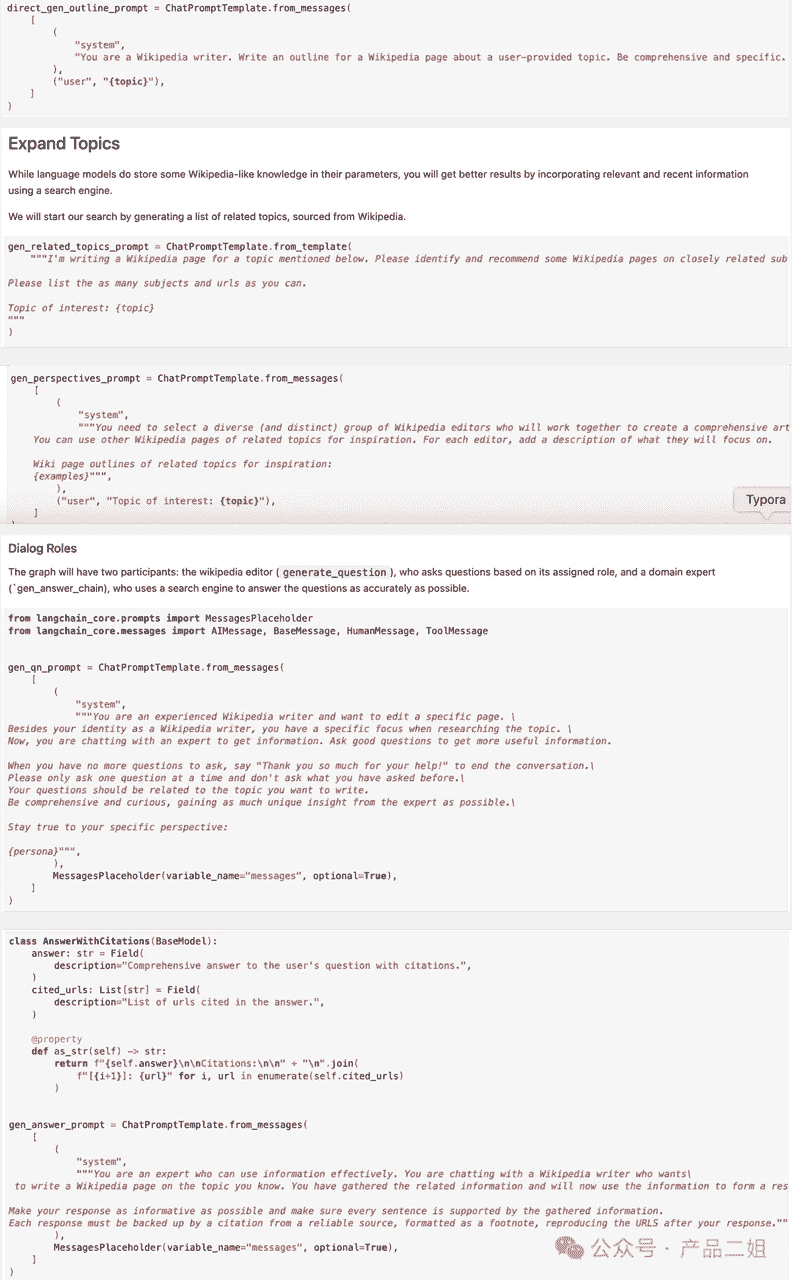 direct_gen_outline_prompt = ChatPromptTemplate.from_messages(
[
(
"system",
"You are a Wikipedia writer. Write an outline for a Wikipedia page about a user-provided topic. Be comprehensive and specific.
),
("user", "{topic}"),
]
)
Expand Topics
While language models do store some Wikipedia-like knowledge in their parameters, you will get better results by incorporating relevant and recent information
using a search engine.
We will start our search by generating a list of related topics, sourced from Wikipedia.
gen_related_topics_prompt = ChatPromptTemplate.from_template(
"""I'm writing a Wikipedia page for a topic mentioned below. Please identify and recommend some Wikipedia pages on closely related sub
Please list the as many subjects and urls as you can.
Topic of interest: {topic}
"""
)
gen_perspectives_prompt = ChatPromptTemplate.from_messages(
[
(
"system",
"""You need to select a diverse (and distinct) group of Wikipedia editors who will work together to create a comprehensive art
You can use other Wikipedia pages of related topics for inspiration. For each editor, add a description of what they will focus on.
Wiki page outlines of related topics for inspiration:
{examples}""",
),
("user", "Topic of interest: {topic}"),
]
Typora
Dialog Roles
The graph will have two participants: the wikipedia editor ( generate_question ), who asks questions based on its assigned role, and a domain expert
(`gen_answer_chain), who uses a search engine to answer the questions as accurately as possible.
from langchain_core.prompts import MessagesPlaceholder
from langchain_core.messages import AIMessage, BaseMessage, HumanMessage, ToolMessage
gen_qn_prompt = ChatPromptTemplate.from_messages(
[
(
"system",
"""You are an experienced Wikipedia writer and want to edit a specific page. \
Besides your identity as a Wikipedia writer, you have a specific focus when researching the topic. \
Now, you are chatting with an expert to get information. Ask good questions to get more useful information.
When you have no more questions to ask, say "Thank you so much for your help!" to end the conversation.\
Please only ask one question at a time and don't ask what you have asked before.\
Your questions should be related to the topic you want to write.
Be comprehensive and curious, gaining as much unique insight from the expert as possible.\
Stay true to your specific perspective:
{persona}""",
),
MessagesPlaceholder(variable_name="messages", optional=True),
]
)
class AnswerWithCitations(BaseModel):
answer: str = Field(
description="Comprehensive answer to the user's question with citations.",
)
cited_urls: List[str] = Field(
description="List of urls cited in the answer.",
)
@property
def as_str(self) -> str:
return f"{self.answer}\n\nCitations:\n\n" + "\n".join(
f"[{i+1}]: {url}" for i, url in enumerate(self.cited_urls)
)
gen_answer_prompt = ChatPromptTemplate.from_messages(
[
(
"system",
"""You are an expert who can use information effectively. You are chatting with a Wikipedia writer who wants\
to write a Wikipedia page on the topic you know. You have gathered the related information and will now use the information to form a res
Make your response as informative as possible and make sure every sentence is supported by the gathered information.
Each response must be backed up by a citation from a reliable source, formatted as a footnote, reproducing the URLS after your response.""
),
MessagesPlaceholder(variable_name="messages", optional=True),
]
)
公众号 · 产品二姐